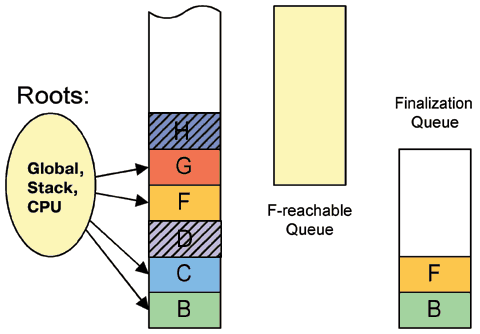 Roots:
Global,
Stack,
CPU
H
G
F
D
C
B
F-reachable
Queue
Finalization
Queue
F
B